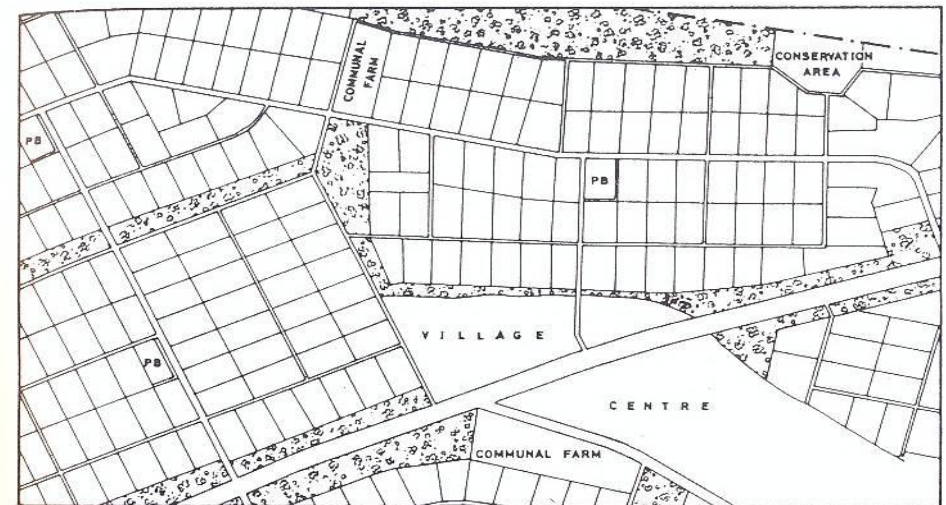 COMMUNAL FARM
CONSERVATION
AREA
PB
PB
VILLAGE
PB
CENTRE
COMMUNAL FARM